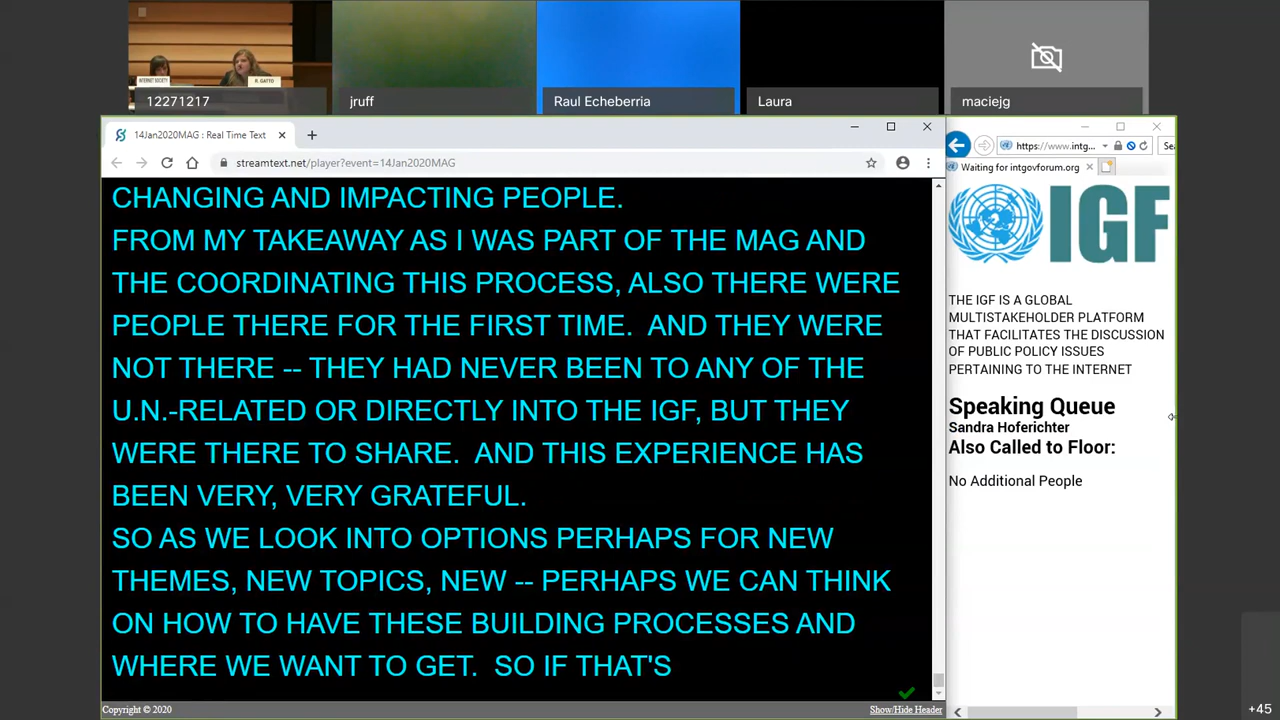 INTERNET SOCIETY
R. GATTO
12271217
jruff
Raul Echeberria
Laura
maciejg
14Jan2020MAG : Real Time Text
streamtext.net/player?event=14Jan2020MAG
CHANGING AND IMPACTING PEOPLE.
FROM MY TAKEAWAY AS I WAS PART OF THE MAG AND
THE COORDINATING THIS PROCESS, ALSO THERE WERE
PEOPLE THERE FOR THE FIRST TIME.  AND THEY WERE
NOT THERE -- THEY HAD NEVER BEEN TO ANY OF THE
U.N.-RELATED OR DIRECTLY INTO THE IGF, BUT THEY
WERE THERE TO SHARE.  AND THIS EXPERIENCE HAS
BEEN VERY, VERY GRATEFUL.
SO AS WE LOOK INTO OPTIONS PERHAPS FOR NEW
THEMES, NEW TOPICS, NEW -- PERHAPS WE CAN THINK
ON HOW TO HAVE THESE BUILDING PROCESSES AND
WHERE WE WANT TO GET.  SO IF THAT'S
Copyright © 2020
Show/Hide Header
https://www.intg...
Sea
Waiting for intgovforum.org
IGF
THE IGF IS A GLOBAL
MULTISTAKEHOLDER PLATFORM
THAT FACILITATES THE DISCUSSION
OF PUBLIC POLICY ISSUES
PERTAINING TO THE INTERNET
Speaking Queue
Sandra Hoferichter
Also Called to Floor:
No Additional People
+45